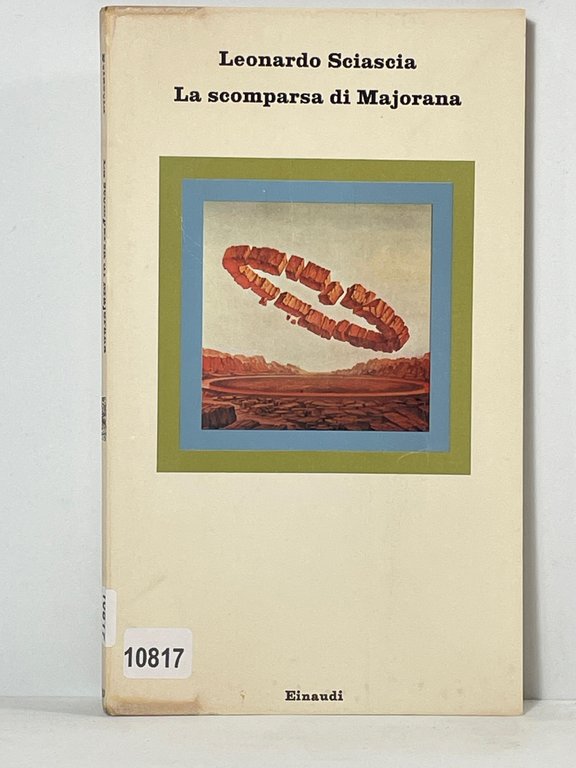 Leonardo Sciascia
La scomparsa di Majorana
10817
Einaudi